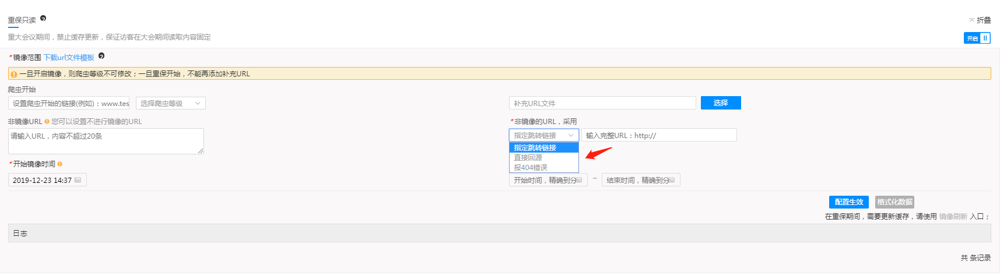 重保只读
折叠
重大会议期间，禁止缓存更新，保证访客在大会期间读取内容固定
开启
*镜像范围 下载url文件模板
一旦开启镜像，则爬虫等级不可修改；一旦重保开始，不能再添加补充URL
爬虫开始
设置爬虫开始的链接(例如)：www.tes
选择爬虫等级
补充URL文件
选择
非镜像URL 您可以设置不进行镜像的URL
*非镜像的URL，采用
请输入URL，内容不超过20条
指定跳转链接
输入完整URL：http://
指定跳转链接
直接回源
报404错误
*开始镜像时间
2019-12-23 14:37
开始时间，精确到分
~
结束时间，精确到分
配置生效
格式化数据
在重保期间，需要更新缓存，请使用 镜像刷新 入口；
日志
共 条记录